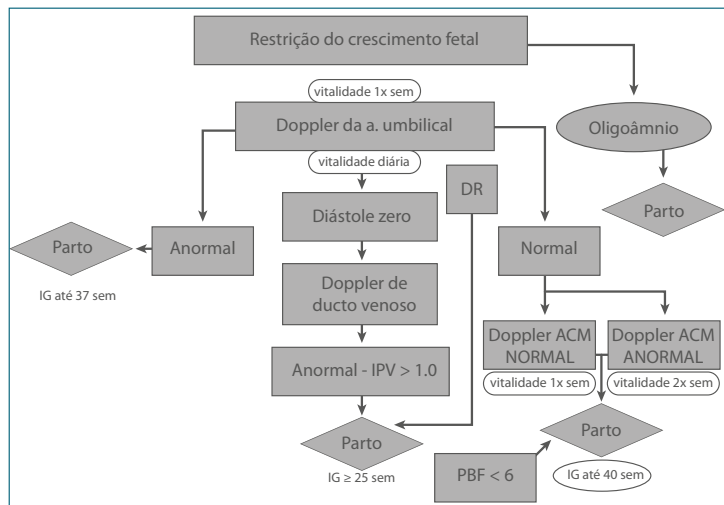 Restrição do crescimento fetal
vitalidade 1x sem
Doppler da a. umbilical
vitalidade diária
Oligoâmnio
Parto
DR
Diástole zero
Normal
Parto
Anormal
IG até 37 sem
Doppler de
ducto venoso
Doppler ACM
NORMAL
Doppler ACM
ANORMAL
vitalidade 1x sem
vitalidade 2x sem
Anormal - IPV > 1.0
Parto
IG ≥ 25 sem
Parto
PBF < 6
IG até 40 sem